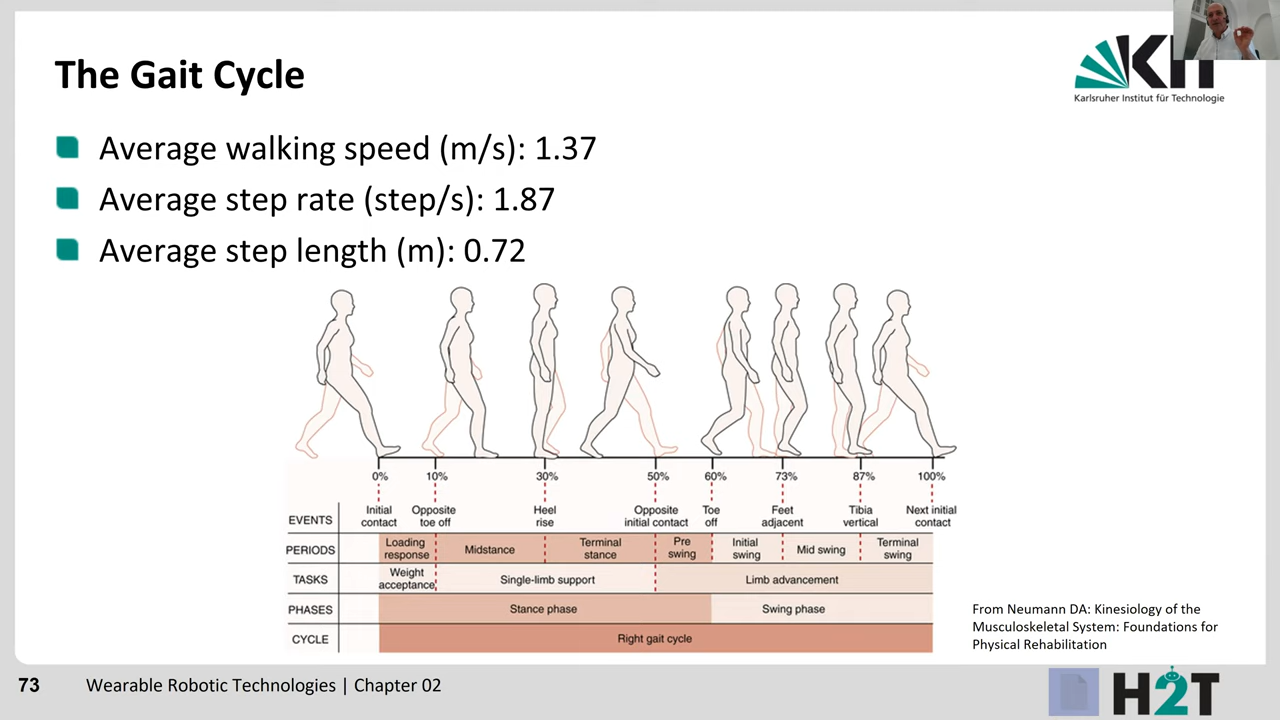 The Gait Cycle
KIT
Karlsruher Institut für Technologie
Average walking speed (m/s): 1.37
Average step rate (step/s): 1.87
Average step length (m): 0.72
0% 10% 30% 50% 60% 73% 87% 100%
EVENTS
Initial contact
Opposite toe off
Heel rise
Opposite initial contact
Toe off
Feet adjacent
Tibia vertical
Next initial contact
PERIODS
Loading response
Midstance
Terminal stance
Pre swing
Initial swing
Mid swing
Terminal swing
TASKS
Weight acceptance
Single-limb support
Limb advancement
PHASES
Stance phase
Swing phase
CYCLE
Right gait cycle
From Neumann DA: Kinesiology of the
Musculoskeletal System: Foundations for
Physical Rehabilitation
73
Wearable Robotic Technologies | Chapter 02
H2T